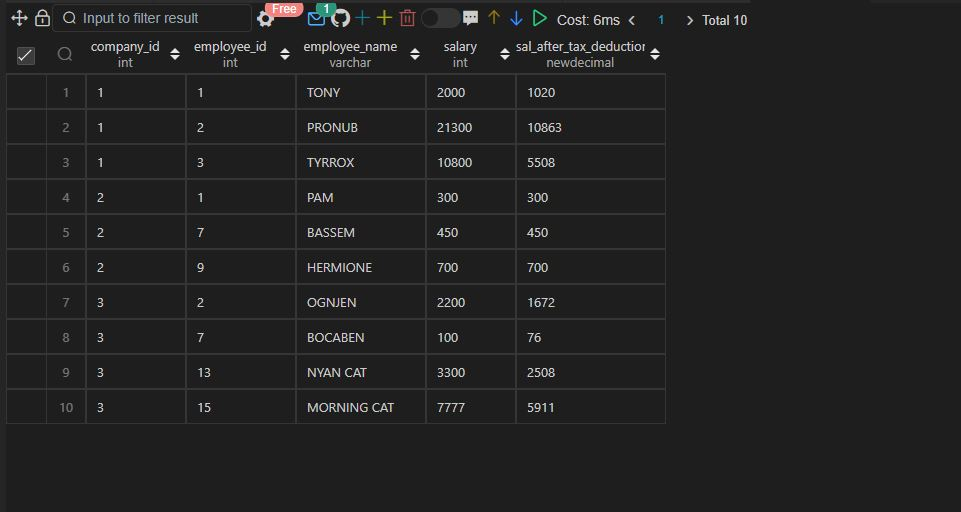 Input to filter result Free 1 Cost: 6ms 1 Total 10
company_id employee_id employee_name salary sal_after_tax_deduction
int int varchar int newdecimal
1 1 1 TONY 2000 1020
2 1 2 PRONUB 21300 10863
3 1 3 TYRROX 10800 5508
4 2 1 PAM 300 300
5 2 7 BASSEM 450 450
6 2 9 HERMIONE 700 700
7 3 2 OGNJEN 2200 1672
8 3 7 BOCABEN 100 76
9 3 13 NYAN CAT 3300 2508
10 3 15 MORNING CAT 7777 5911